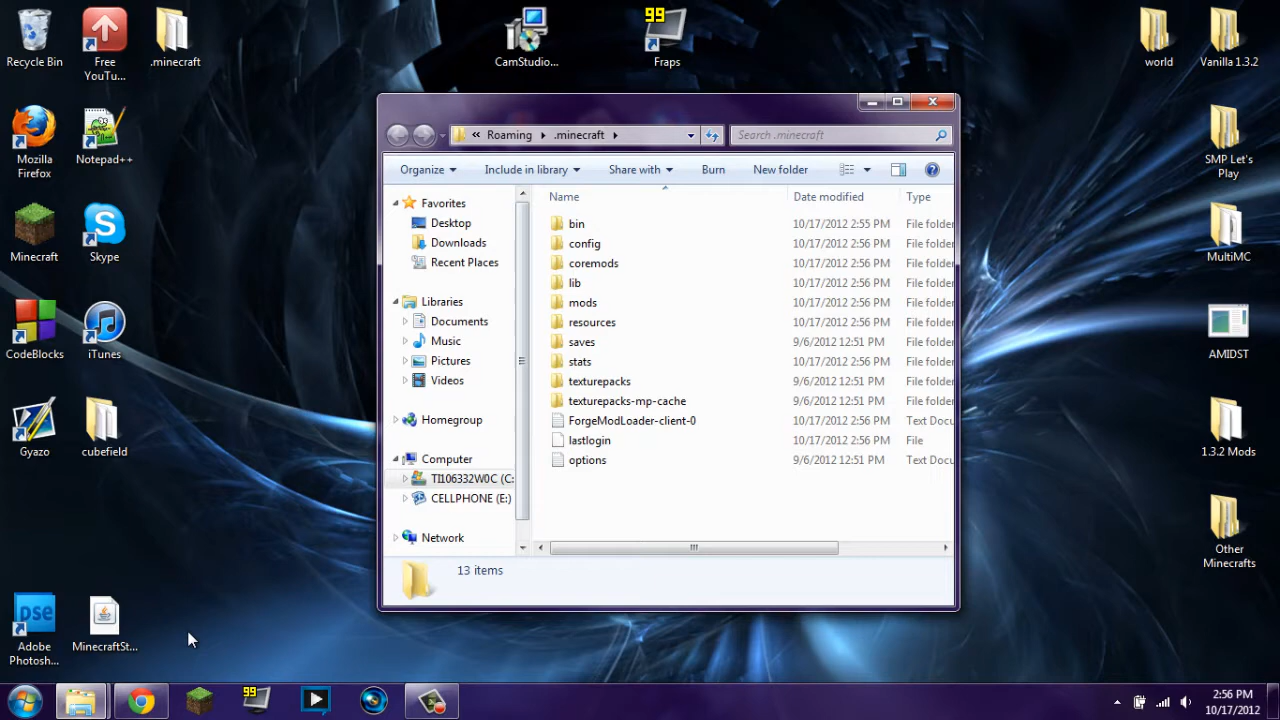 Recycle Bin
Free YouTu...
.minecraft
99
CamStudio...
Fraps
world
Vanilla 1.3.2
Mozilla Firefox
Notepad++
SMP Let's Play
Minecraft
Skype
MultiMC
CodeBlocks
iTunes
AMIDST
Gyazo
cubefield
1.3.2 Mods
Other Minecrafts
pse
Adobe Photosh...
MinecraftSt...
« Roaming .minecraft
Search .minecraft
Organize
Include in library
Share with
Burn
New folder
Favorites
Desktop
Downloads
Recent Places
Libraries
Documents
Music
Pictures
Videos
Homegroup
Computer
TI106332W0C (C:
CELLPHONE (E:)
Network
Name Date modified Type
bin 10/17/2012 2:55 PM File folder
config 10/17/2012 2:56 PM File folder
coremods 10/17/2012 2:56 PM File folder
lib 10/17/2012 2:56 PM File folder
mods 10/17/2012 2:56 PM File folder
resources 10/17/2012 2:56 PM File folder
saves 9/6/2012 12:51 PM File folder
stats 10/17/2012 2:56 PM File folder
texturepacks 9/6/2012 12:51 PM File folder
texturepacks-mp-cache 9/6/2012 12:51 PM File folder
ForgeModLoader-client-0 10/17/2012 2:56 PM Text Docu
lastlogin 10/17/2012 2:56 PM File
options 9/6/2012 12:51 PM Text Docu
13 items
99
2:56 PM
10/17/2012